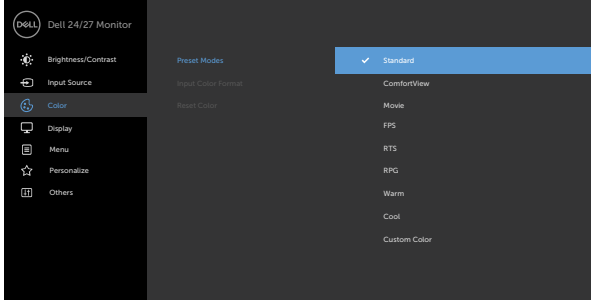 DELL
Dell 24/27 Monitor
Brightness/Contrast
Input Source
Color
Display
Menu
Personalize
Others
Preset Modes
Input Color Format
Reset Color
Standard
ComfortView
Movie
FPS
RTS
RPG
Warm
Cool
Custom Color